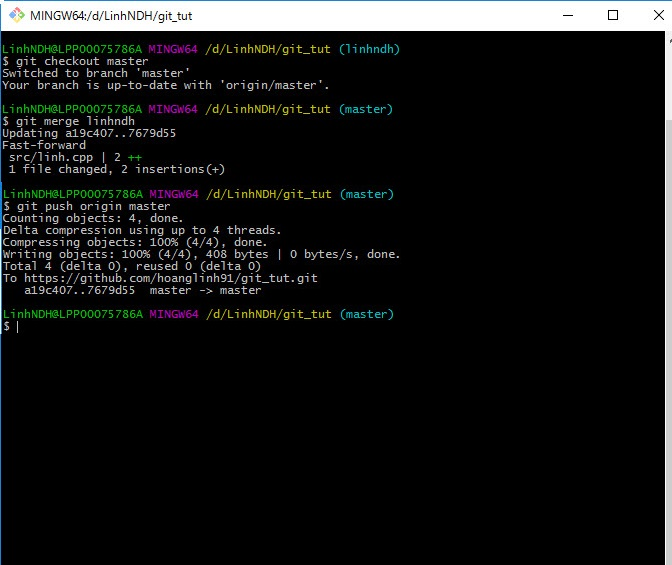 MINGW64:/d/LinhNDH/git_tut
LinhNDH@LPP00075786A MINGW64 /d/LinhNDH/git_tut (linhndh)
$ git checkout master
Switched to branch 'master'
Your branch is up-to-date with 'origin/master'.
LinhNDH@LPP00075786A MINGW64 /d/LinhNDH/git_tut (master)
$ git merge linhndh
Updating a19c407..7679d55
Fast-forward
 src/linh.cpp | 2 ++
 1 file changed, 2 insertions(+)
LinhNDH@LPP00075786A MINGW64 /d/LinhNDH/git_tut (master)
$ git push origin master
Counting objects: 4, done.
Delta compression using up to 4 threads.
Compressing objects: 100% (4/4), done.
Writing objects: 100% (4/4), 408 bytes | 0 bytes/s, done.
Total 4 (delta 0), reused 0 (delta 0)
To https://github.com/hoanglinh91/git_tut.git
   a19c407..7679d55  master -> master
LinhNDH@LPP00075786A MINGW64 /d/LinhNDH/git_tut (master)
$